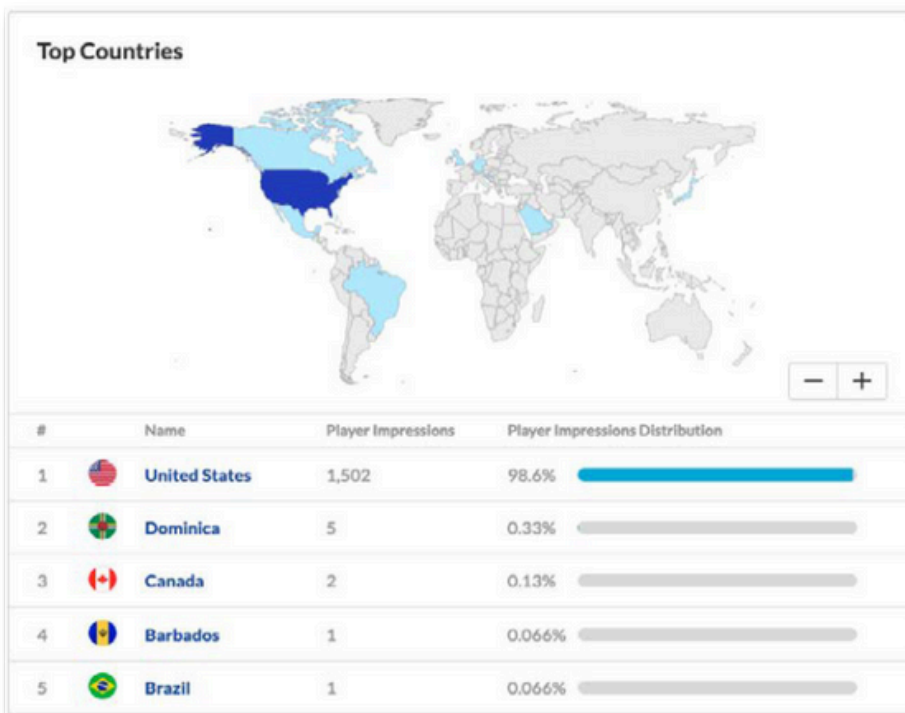 Top Countries
− +
# Name Player Impressions Player Impressions Distribution
1 United States 1,502 98.6%
2 Dominica 5 0.33%
3 Canada 2 0.13%
4 Barbados 1 0.066%
5 Brazil 1 0.066%